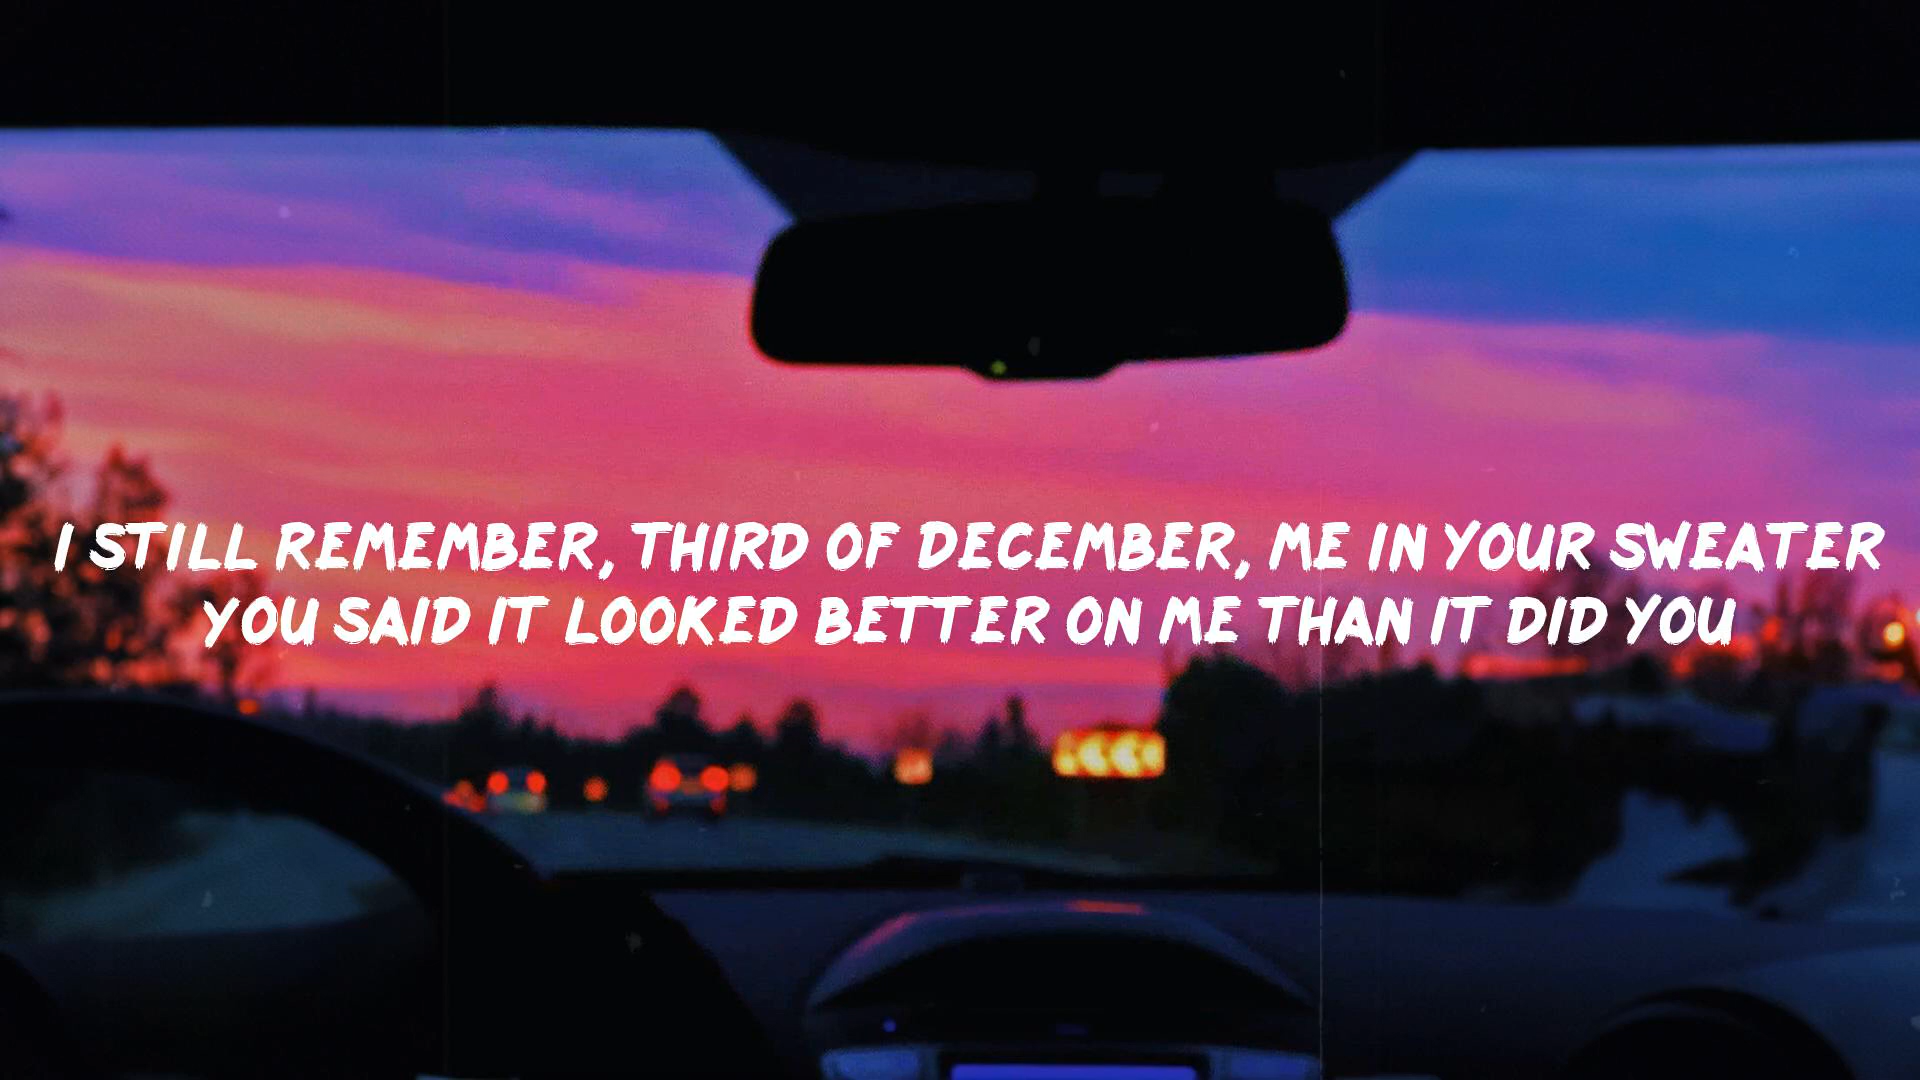 I STILL REMEMBER, THIRD OF DECEMBER, ME IN YOUR SWEATER
YOU SAID IT LOOKED BETTER ON ME THAN IT DID YOU